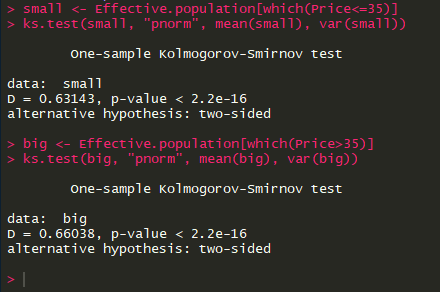 > small <- Effective.population[which(Price<=35)]
> ks.test(small, "pnorm", mean(small), var(small))
One-sample Kolmogorov-Smirnov test
data: small
D = 0.63143, p-value < 2.2e-16
alternative hypothesis: two-sided
> big <- Effective.population[which(Price>35)]
> ks.test(big, "pnorm", mean(big), var(big))
One-sample Kolmogorov-Smirnov test
data: big
D = 0.66038, p-value < 2.2e-16
alternative hypothesis: two-sided
>